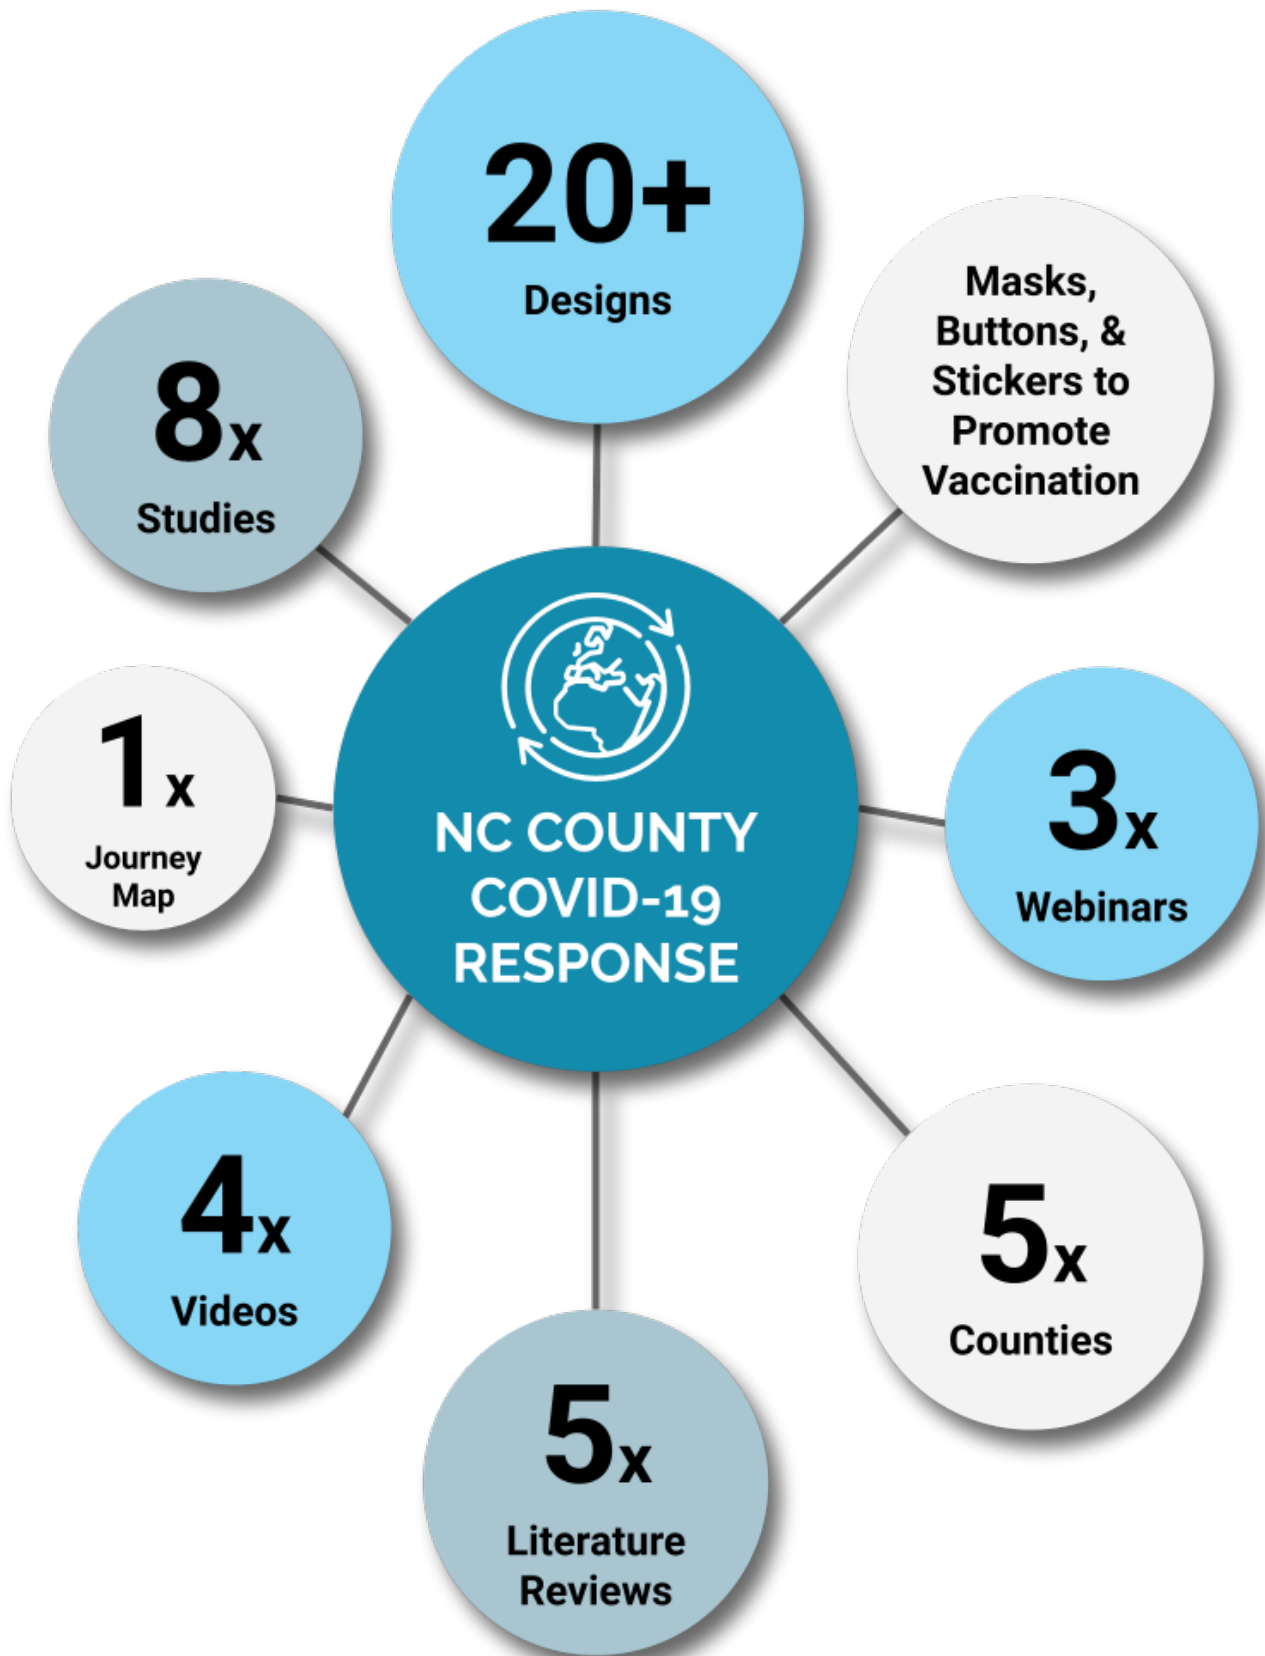 20+
Designs
Masks,
Buttons, &
Stickers to
Promote
Vaccination
8x
Studies
NC COUNTY
COVID-19
RESPONSE
1x
Journey
Map
3x
Webinars
4x
Videos
5x
Counties
5x
Literature
Reviews